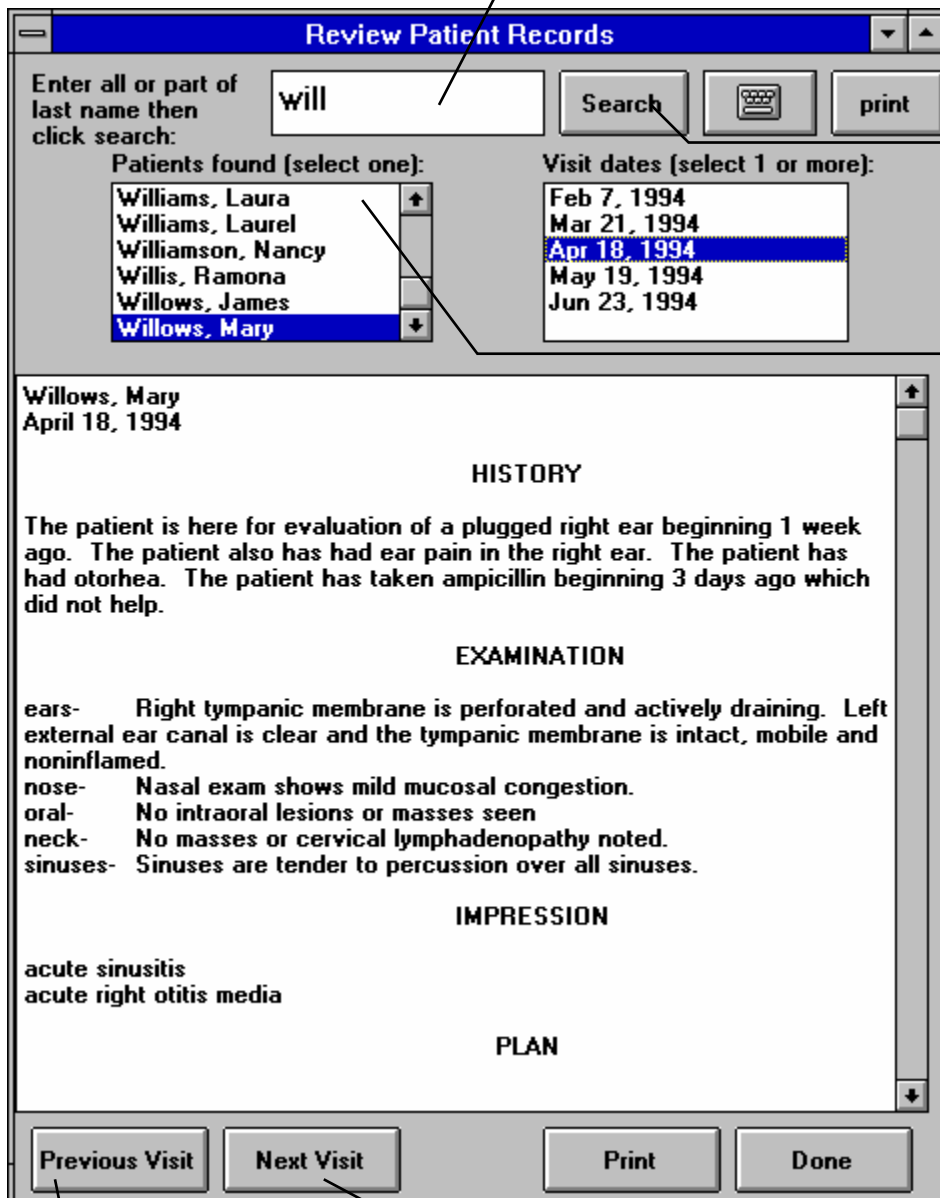 Review Patient Records
Enter all or part of
last name then
click search:
will
Search
print
Patients found (select one):
Williams, Laura
Williams, Laurel
Williamson, Nancy
Willis, Ramona
Willows, James
Willows, Mary
Visit dates (select 1 or more):
Feb 7, 1994
Mar 21, 1994
Apr 18, 1994
May 19, 1994
Jun 23, 1994
Willows, Mary
April 18, 1994
HISTORY
The patient is here for evaluation of a plugged right ear beginning 1 week
ago. The patient also has had ear pain in the right ear. The patient has
had otorhea. The patient has taken ampicillin beginning 3 days ago which
did not help.
EXAMINATION
ears- Right tympanic membrane is perforated and actively draining. Left
external ear canal is clear and the tympanic membrane is intact, mobile and
noninflamed.
nose- Nasal exam shows mild mucosal congestion.
oral- No intraoral lesions or masses seen
neck- No masses or cervical lymphadenopathy noted.
sinuses- Sinuses are tender to percussion over all sinuses.
IMPRESSION
acute sinusitis
acute right otitis media
PLAN
Previous Visit
Next Visit
Print
Done